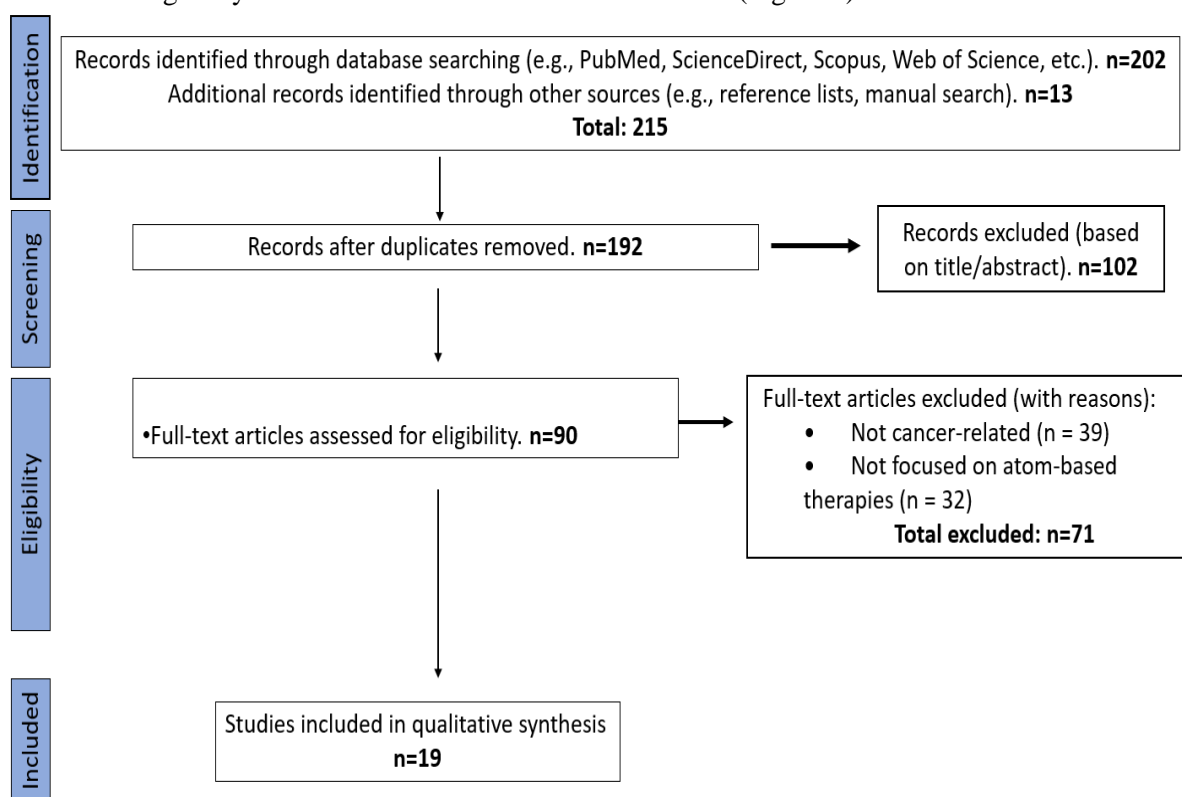 Identification
Records identified through database searching (e.g., PubMed, ScienceDirect, Scopus, Web of Science, etc.). n=202
Additional records identified through other sources (e.g., reference lists, manual search). n=13
Total: 215
Screening
Records after duplicates removed. n=192
Records excluded (based
on title/abstract). n=102
Eligibility
•Full-text articles assessed for eligibility. n=90
Full-text articles excluded (with reasons):
• Not cancer-related (n = 39)
• Not focused on atom-based
therapies (n = 32)
Total excluded: n=71
Included
Studies included in qualitative synthesis
n=19